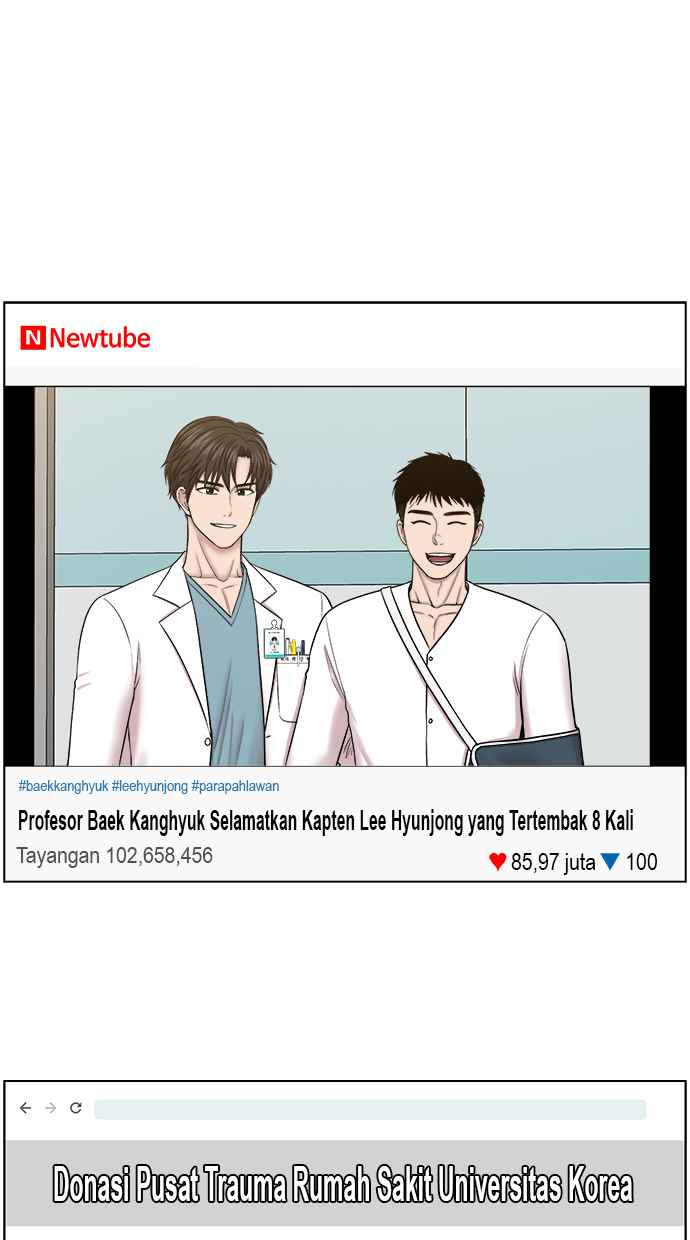 N Newtube
#baekkanghyuk #leehyunjong #parapahlawan
Profesor Baek Kanghyuk Selamatkan Kapten Lee Hyunjong yang Tertembak 8 Kali
Tayangan 102,658,456
85,97 juta 100
Donasi Pusat Trauma Rumah Sakit Universitas Korea